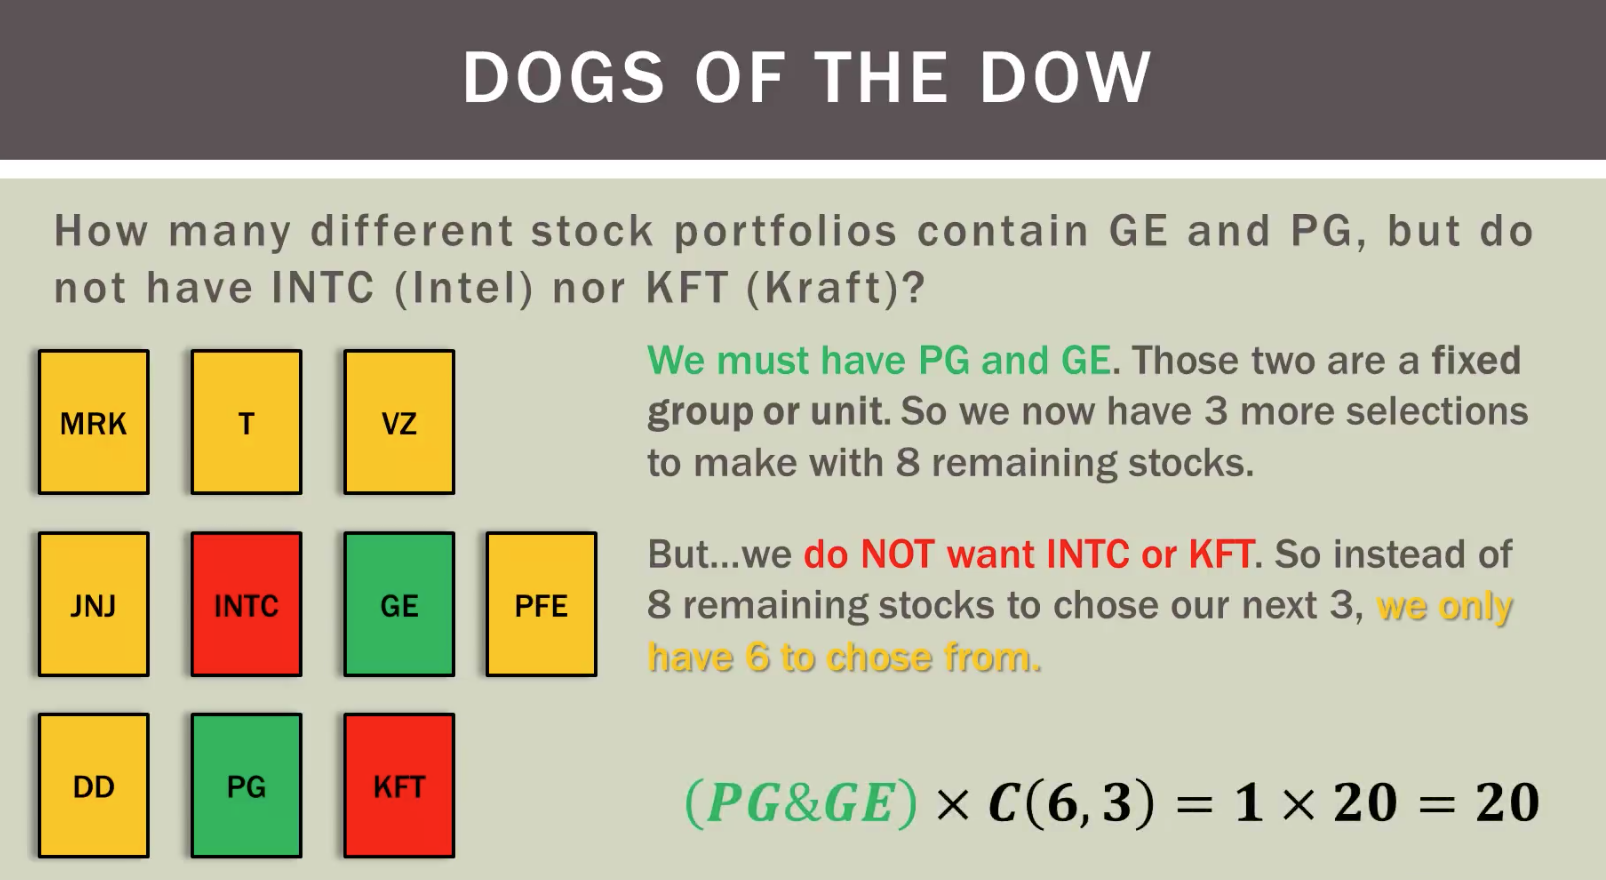 DOGS OF THE DOW
How many different stock portfolios contain GE and PG, but do
not have INTC (Intel) nor KFT (Kraft)?
MRK T VZ
JNJ INTC GE PFE
DD PG KFT
We must have PG and GE. Those two are a fixed
group or unit. So we now have 3 more selections
to make with 8 remaining stocks.
But...we do NOT want INTC or KFT. So instead of
8 remaining stocks to chose our next 3, we only
have 6 to chose from.
(PG&GE) × C(6,3) = 1 × 20 = 20